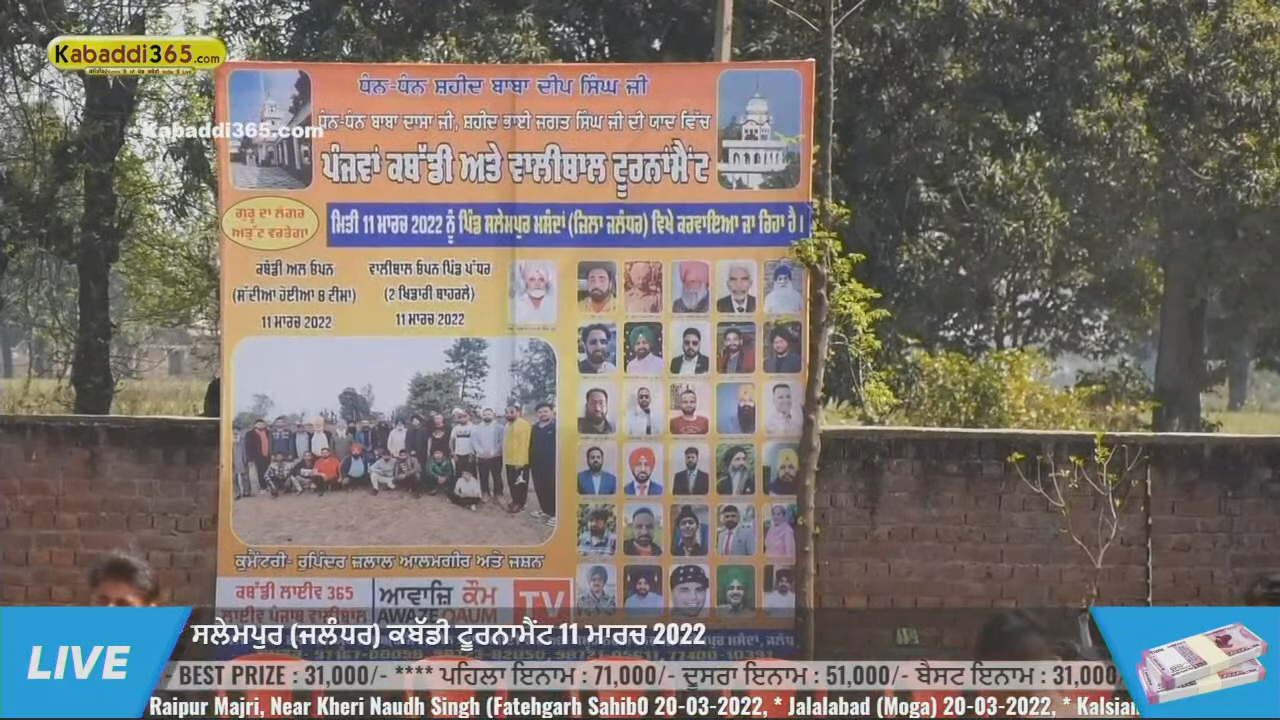 Kabaddi365.com
ਧੰਨ-ਧੰਨ ਸ਼ਹੀਦ ਬਾਬਾ ਦੀਪ ਸਿੰਘ ਜੀ
Kabaddi365.com
ਧੰਨ-ਧੰਨ ਬਾਬਾ ਦਾਸਾ ਜੀ, ਸ਼ਹੀਦ ਭਾਈ ਜਗਤ ਸਿੰਘ ਜੀ ਦੀ ਯਾਦ ਵਿੱਚ
ਪੰਜਵਾਂ ਕਬੱਡੀ ਅਤੇ ਵਾਲੀਬਾਲ ਟੂਰਨਾਂਮੈਂਟ
ਗੁਰੂ ਦਾ ਲੰਗਰ
ਅਤੁੱਟ ਵਰਤੇਗਾ
ਮਿਤੀ 11 ਮਾਰਚ 2022 ਨੂੰ ਪਿੰਡ ਸਲੇਮਪੁਰ ਮਸੰਦਾਂ (ਜ਼ਿਲਾ ਜਲੰਧਰ) ਵਿਖੇ ਕਰਵਾਇਆ ਜਾ ਰਿਹਾ ਹੈ।
ਕਬੱਡੀ ਅਲ ਓਪਨ
(ਸੱਦੀਆ ਹੋਈਆ 8 ਟੀਮਾ)
11 ਮਾਰਚ 2022
ਵਾਲੀਬਾਲ ਓਪਨ ਪਿੰਡ ਪੱਧਰ
(2 ਖਿਡਾਰੀ ਬਾਹਰਲੇ)
11 ਮਾਰਚ 2022
ਕੁਮੈਂਟਰੀ- ਰੁਪਿੰਦਰ ਜ਼ਲਾਲ ਆਲਮਗੀਰ ਅਤੇ ਜਸ਼ਨ
ਕਬੱਡੀ ਲਾਈਵ 365
ਲਾਈਵ ਪੰਜਾਬ ਵਾਲੀਬਾਲ
ਆਵਾਜ਼ਿ ਕੌਮ
AWAZE QAUM
TV
LIVE
ਸਲੇਮਪੁਰ (ਜਲੰਧਰ) ਕਬੱਡੀ ਟੂਰਨਾਮੈਂਟ 11 ਮਾਰਚ 2022
- BEST PRIZE : 31,000/- **** ਪਹਿਲਾ ਇਨਾਮ : 71,000/- ਦੂਸਰਾ ਇਨਾਮ : 51,000/- ਬੈਸਟ ਇਨਾਮ : 31,000
Raipur Majri, Near Kheri Naudh Singh (Fatehgarh Sahib0 20-03-2022, * Jalalabad (Moga) 20-03-2022, * Kalsian